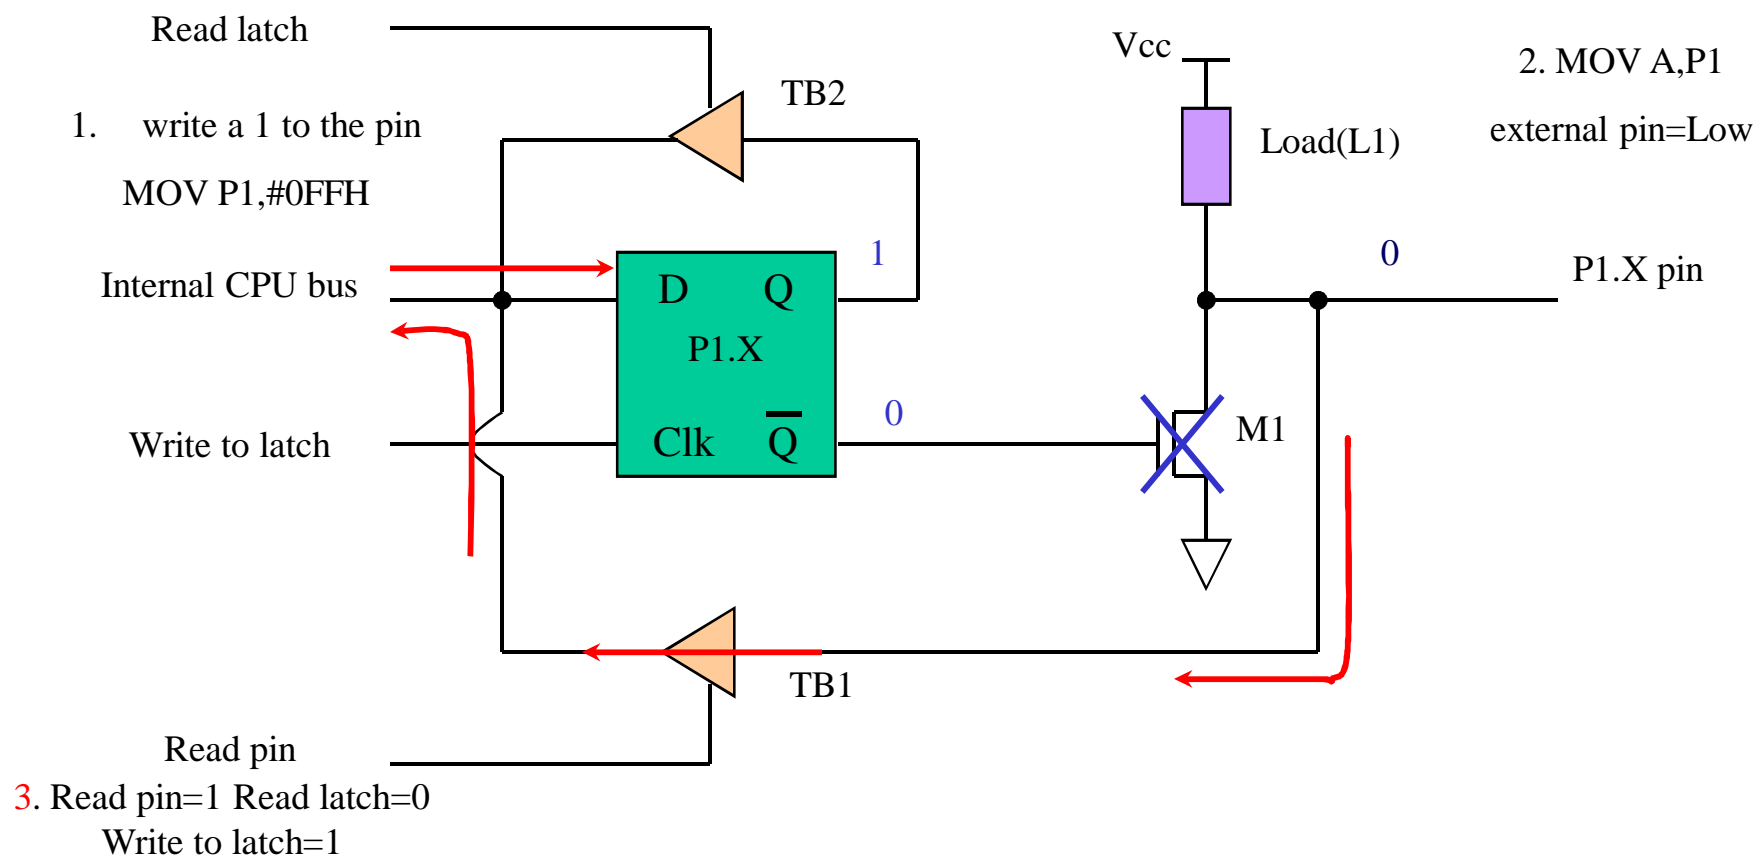 Read latch
Vcc
2. MOV A,P1
TB2
1. write a 1 to the pin
external pin=Low
Load(L1)
MOV P1,#0FFH
1
0
P1.X pin
Internal CPU bus
D Q
P1.X
0
M1
Write to latch
Clk Q̅
TB1
Read pin
3. Read pin=1 Read latch=0
Write to latch=1